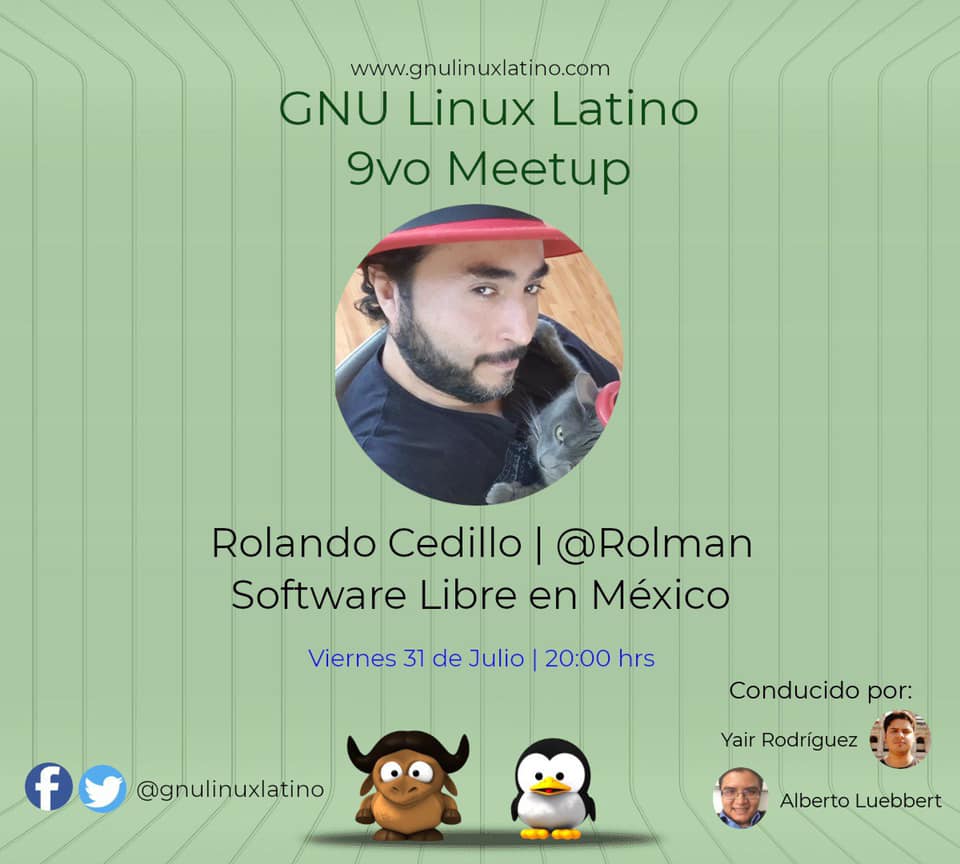 www.gnulinuxlatino.com
GNU Linux Latino
9vo Meetup
Rolando Cedillo | @Rolman
Software Libre en México
Viernes 31 de Julio | 20:00 hrs
Conducido por:
Yair Rodríguez
Alberto Luebbert
@gnulinuxlatino